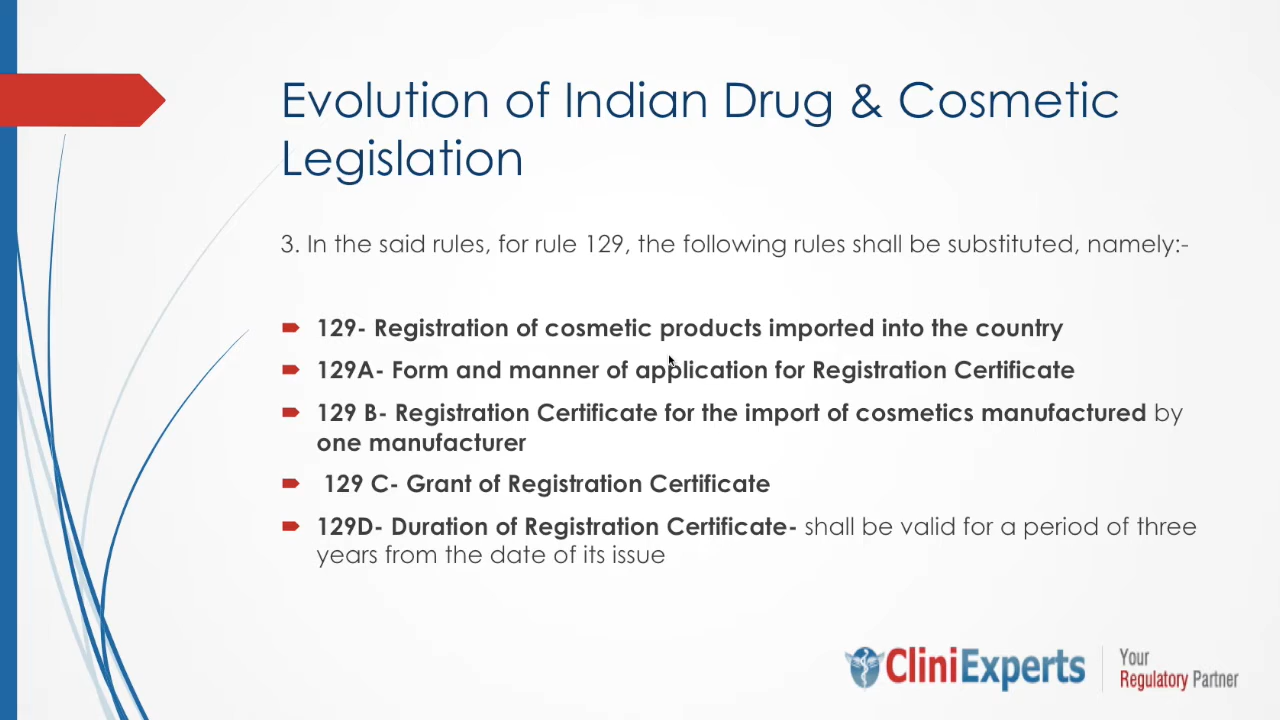 Evolution of Indian Drug & Cosmetic
Legislation
3. In the said rules, for rule 129, the following rules shall be substituted, namely:-
129- Registration of cosmetic products imported into the country
129A- Form and manner of application for Registration Certificate
129 B- Registration Certificate for the import of cosmetics manufactured by
one manufacturer
129 C- Grant of Registration Certificate
129D- Duration of Registration Certificate- shall be valid for a period of three
years from the date of its issue
CliniExperts
Your
Regulatory Partner